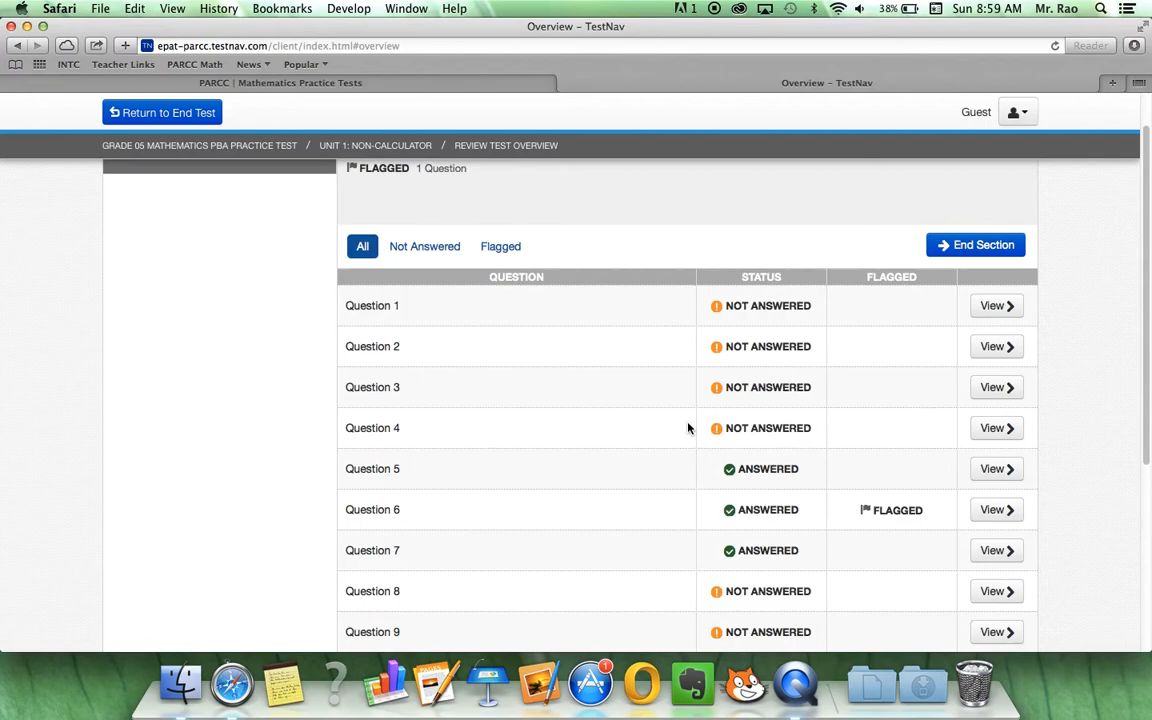 Safari File Edit View History Bookmarks Develop Window Help 1 38% Sun 8:59 AM Mr. Rao
Overview – TestNav
TN epat-parcc.testnav.com/client/index.html#overview Reader
INTC Teacher Links PARCC Math News Popular
PARCC | Mathematics Practice Tests Overview – TestNav
Return to End Test Guest
GRADE 05 MATHEMATICS PBA PRACTICE TEST / UNIT 1: NON-CALCULATOR / REVIEW TEST OVERVIEW
FLAGGED 1 Question
All Not Answered Flagged End Section
QUESTION STATUS FLAGGED
Question 1 NOT ANSWERED View
Question 2 NOT ANSWERED View
Question 3 NOT ANSWERED View
Question 4 NOT ANSWERED View
Question 5 ANSWERED View
Question 6 ANSWERED FLAGGED View
Question 7 ANSWERED View
Question 8 NOT ANSWERED View
Question 9 NOT ANSWERED View
1